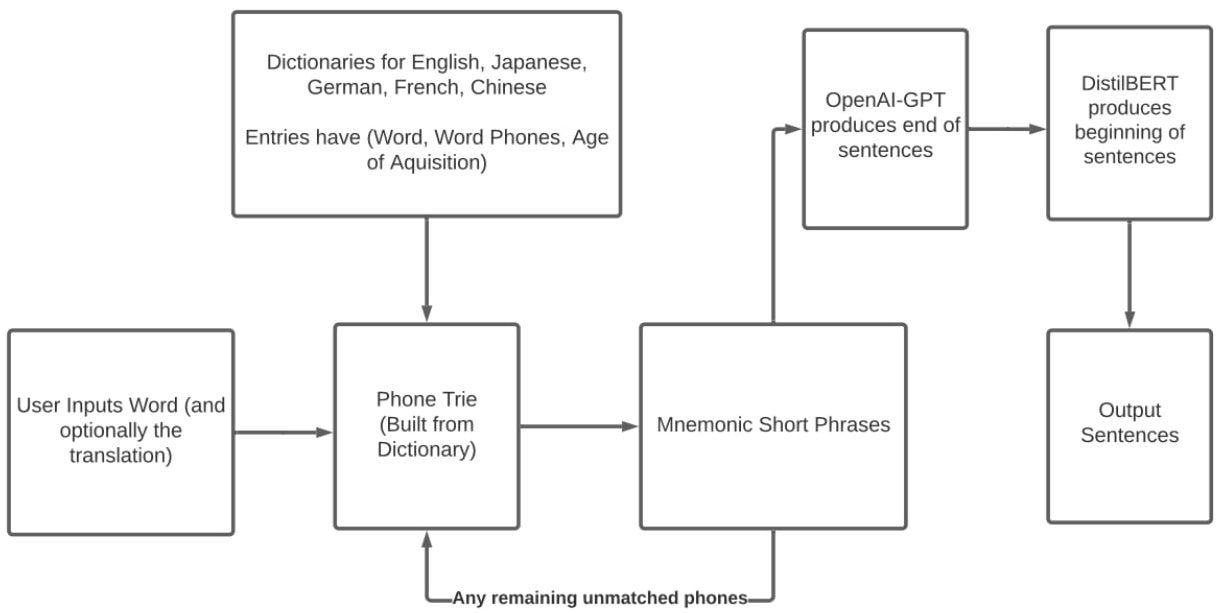 Dictionaries for English, Japanese,
German, French, Chinese
Entries have (Word, Word Phones, Age
of Aquisition)
OpenAI-GPT
produces end of
sentences
DistilBERT
produces
beginning of
sentences
User Inputs Word (and
optionally the
translation)
Phone Trie
(Built from
Dictionary)
Mnemonic Short Phrases
Output
Sentences
Any remaining unmatched phones